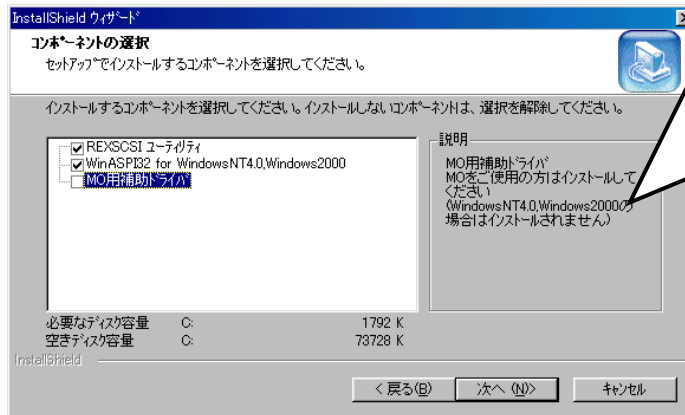 InstallShield ウィザード
コンポーネントの選択
セットアップでインストールするコンポーネントを選択してください。
インストールするコンポーネントを選択してください。インストールしないコンポーネントは、選択を解除してください。
REXSCSI ユーティリティ
WinASPI32 for WindowsNT4.0,Windows2000
MO用補助ドライバ
説明
MO用補助ドライバ
MOをご使用の方はインストールして
ください
(WindowsNT4.0,Windows2000の
場合はインストールされません)
必要なディスク容量 C: 1792 K
空きディスク容量 C: 73728 K
InstallShield
< 戻る(B) 次へ (N)> キャンセル